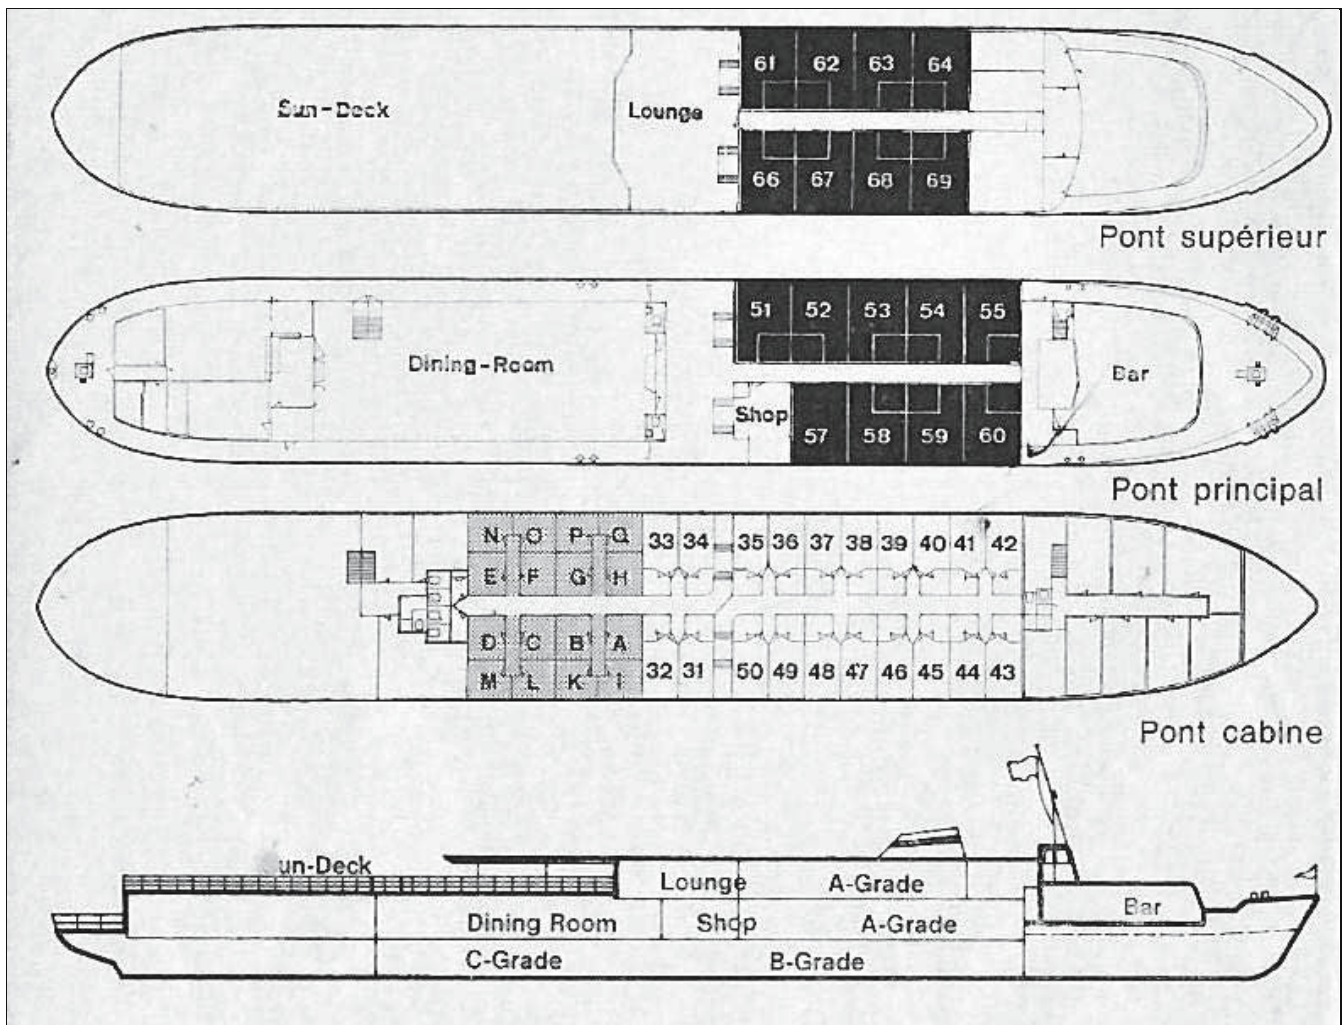 61 62 63 64
Sun-Deck Lounge
66 67 68 69
Pont supérieur
51 52 53 54 55
Dining-Room Bar
Shop
57 58 59 60
Pont principal
N O P Q 33 34 35 36 37 38 39 40 41 42
E F G H
D C B A
M L K I 32 31 50 49 48 47 46 45 44 43
Pont cabine
un-Deck
Lounge A-Grade
Dining Room Shop A-Grade Bar
C-Grade B-Grade